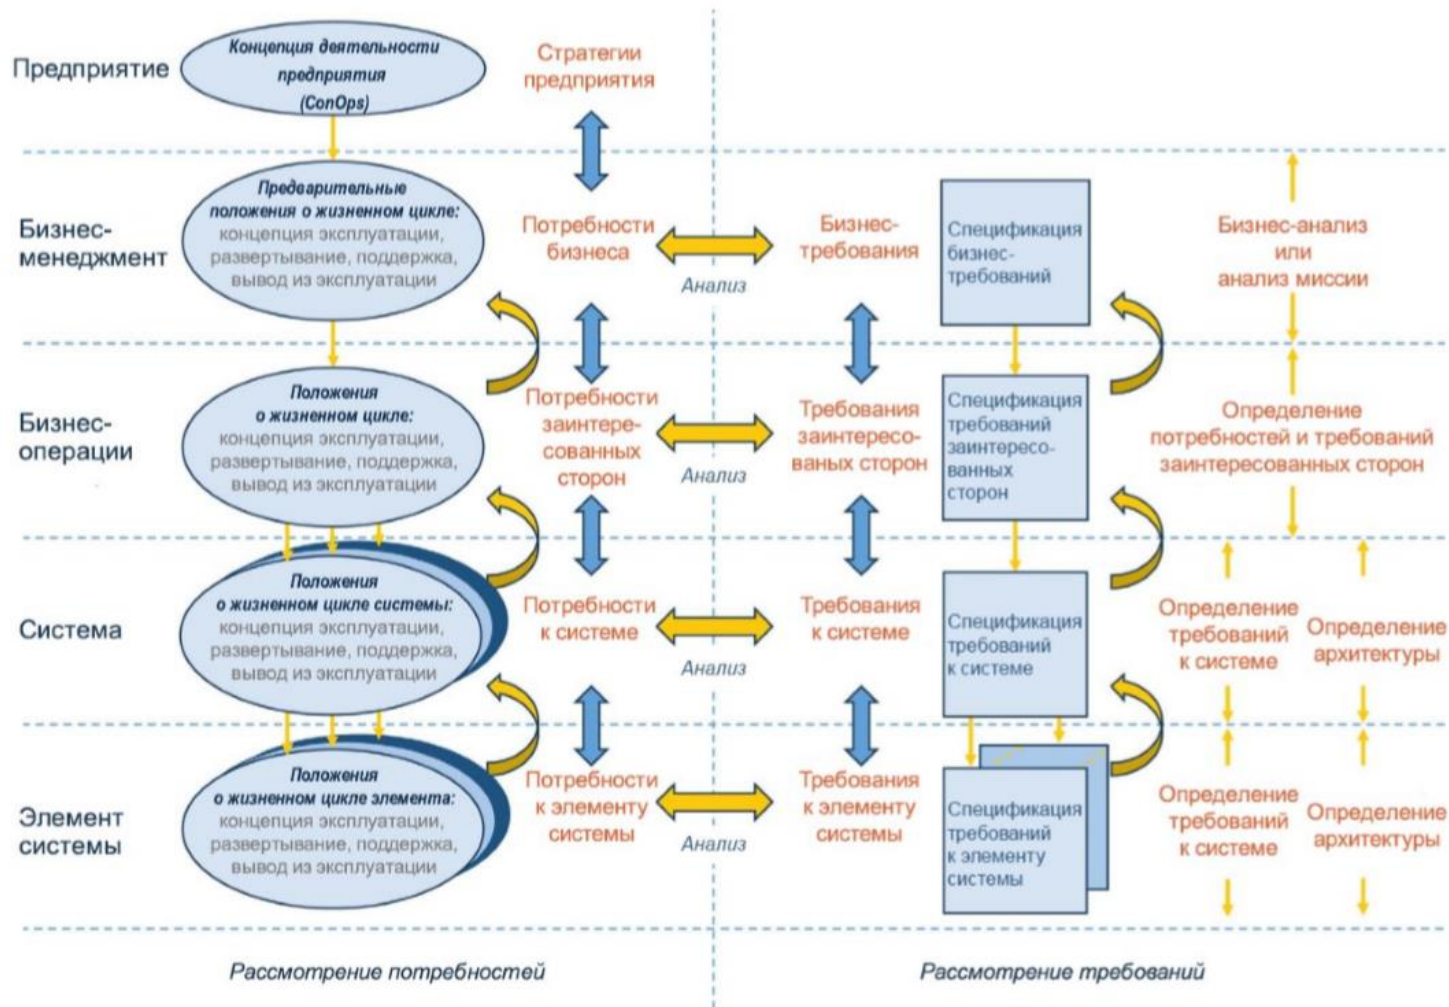 Предприятие
Концепция деятельности
предприятия
(ConOps)
Стратегии
предприятия
Бизнес-
менеджмент
Предварительные
положения о жизненном цикле:
концепция эксплуатации,
развертывание, поддержка,
вывод из эксплуатации
Потребности
бизнеса
Анализ
Бизнес-
требования
Спецификация
бизнес-
требований
Бизнес-анализ
или
анализ миссии
Бизнес-
операции
Положения
о жизненном цикле:
концепция эксплуатации,
развертывание, поддержка,
вывод из эксплуатации
Потребности
заинтере-
сованных
сторон
Анализ
Требования
заинтересо-
ваных сторон
Спецификация
требований
заинтересо-
ванных
сторон
Определение
потребностей и требований
заинтересованных сторон
Система
Положения
о жизненном цикле системы:
концепция эксплуатации,
развертывание, поддержка,
вывод из эксплуатации
Потребности
к системе
Анализ
Требования
к системе
Спецификация
требований
к системе
Определение
требований
к системе
Определение
архитектуры
Элемент
системы
Положения
о жизненном цикле элемента:
концепция эксплуатации,
развертывание, поддержка,
вывод из эксплуатации
Потребности
к элементу
системы
Анализ
Требования
к элементу
системы
Спецификация
требований
к элементу
системы
Определение
требований
к системе
Определение
архитектуры
Рассмотрение потребностей
Рассмотрение требований